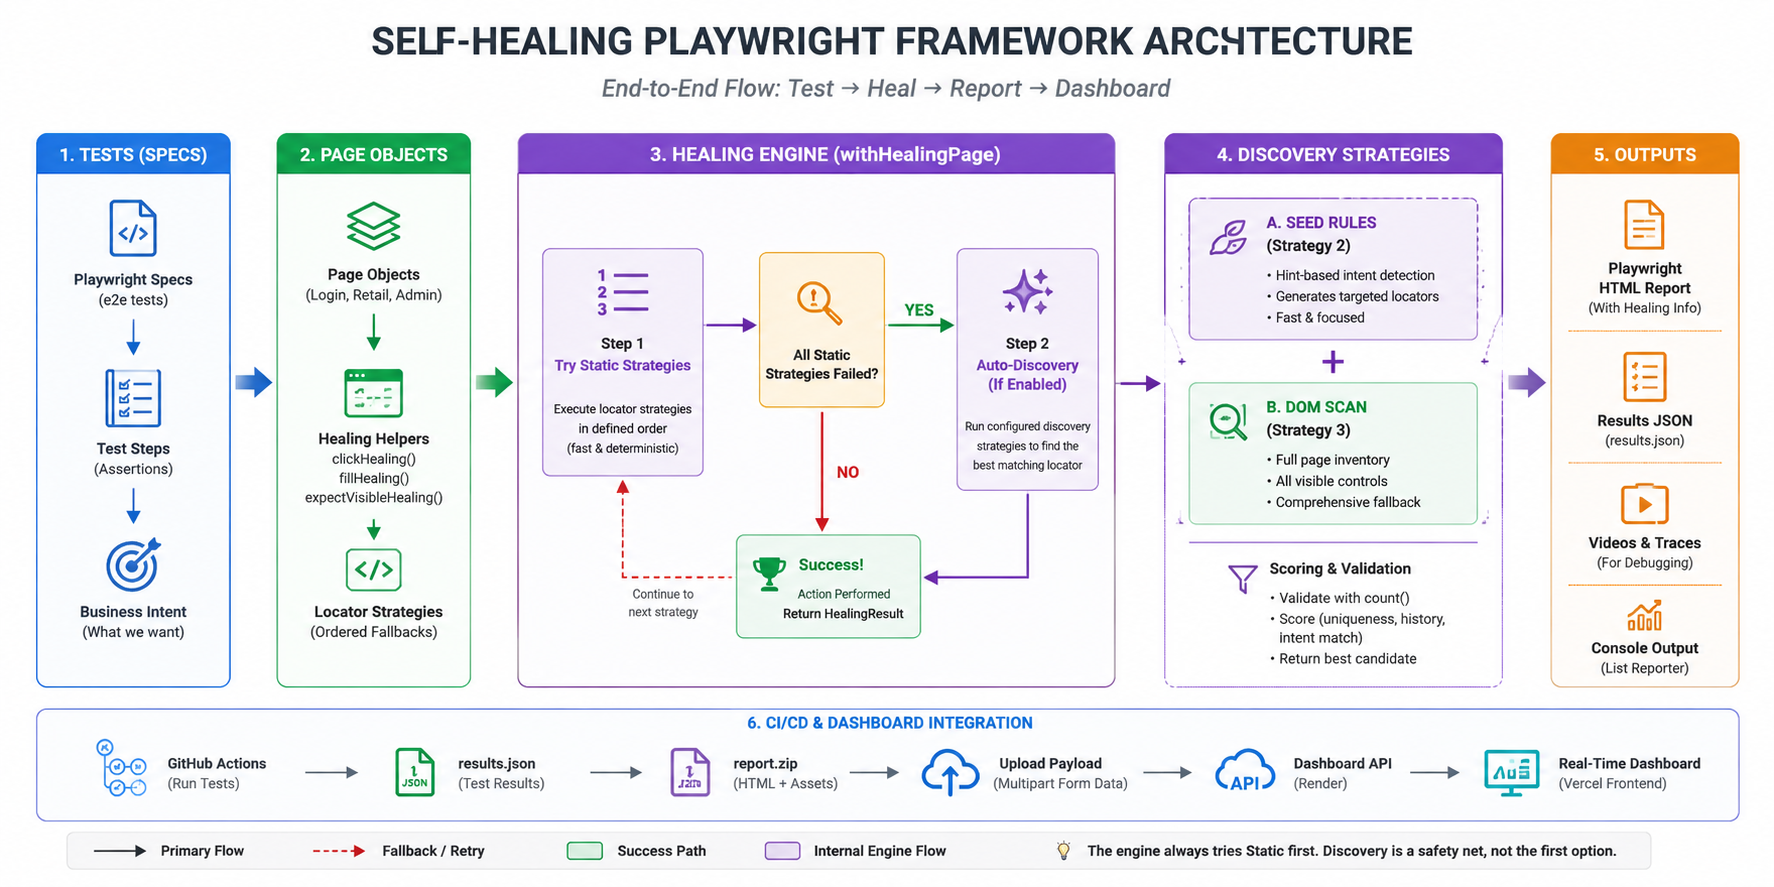 SELF-HEALING PLAYWRIGHT FRAMEWORK ARCHITECTURE
End-to-End Flow: Test → Heal → Report → Dashboard
1. TESTS (SPECS)
Playwright Specs
(e2e tests)
Test Steps
(Assertions)
Business Intent
(What we want)
2. PAGE OBJECTS
Page Objects
(Login, Retail, Admin)
Healing Helpers
clickHealing()
fillHealing()
expectVisibleHealing()
Locator Strategies
(Ordered Fallbacks)
3. HEALING ENGINE (withHealingPage)
1
2
3
Step 1
Try Static Strategies
Execute locator strategies
in defined order
(fast & deterministic)
All Static
Strategies Failed?
YES
NO
Step 2
Auto-Discovery
(If Enabled)
Run configured discovery
strategies to find the
best matching locator
Continue to
next strategy
Success!
Action Performed
Return HealingResult
4. DISCOVERY STRATEGIES
A. SEED RULES
(Strategy 2)
• Hint-based intent detection
• Generates targeted locators
• Fast & focused
+
B. DOM SCAN
(Strategy 3)
• Full page inventory
• All visible controls
• Comprehensive fallback
Scoring & Validation
• Validate with count()
• Score (uniqueness, history,
intent match)
• Return best candidate
5. OUTPUTS
Playwright
HTML Report
(With Healing Info)
Results JSON
(results.json)
Videos & Traces
(For Debugging)
Console Output
(List Reporter)
6. CI/CD & DASHBOARD INTEGRATION
GitHub Actions
(Run Tests)
JSON
results.json
(Test Results)
report.zip
(HTML + Assets)
Upload Payload
(Multipart Form Data)
API
Dashboard API
(Render)
Real-Time Dashboard
(Vercel Frontend)
Primary Flow
Fallback / Retry
Success Path
Internal Engine Flow
The engine always tries Static first. Discovery is a safety net, not the first option.